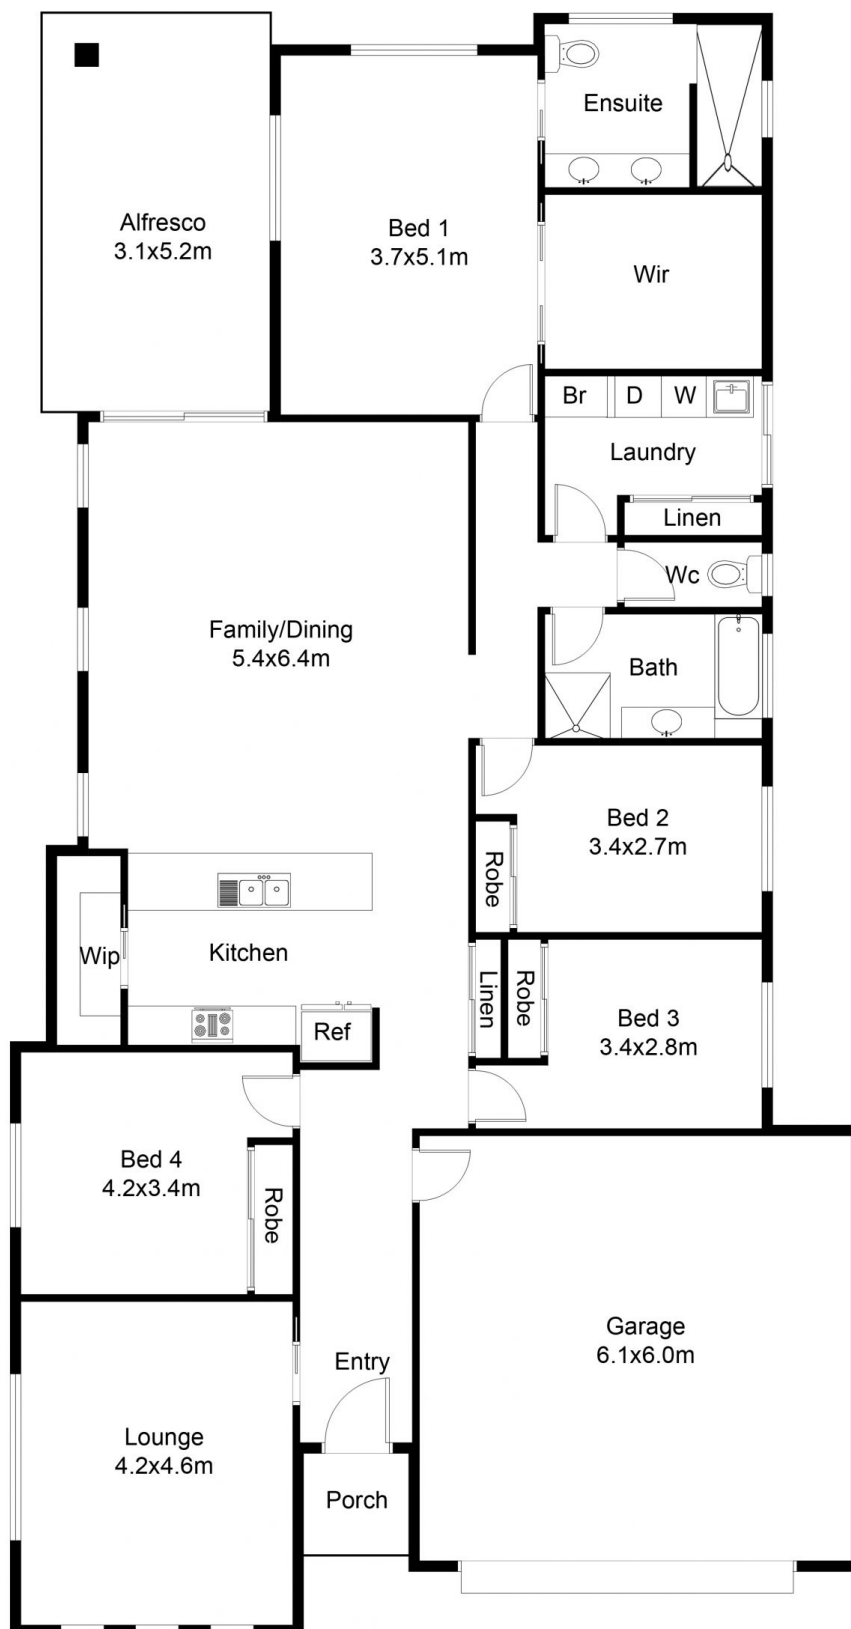 Ensuite
Alfresco
3.1x5.2m
Bed 1
3.7x5.1m
Wir
Br
D
W
Laundry
Linen
Wc
Family/Dining
5.4x6.4m
Bath
Bed 2
3.4x2.7m
Robe
Wip
Kitchen
Linen
Robe
Ref
Bed 3
3.4x2.8m
Bed 4
4.2x3.4m
Robe
Garage
6.1x6.0m
Entry
Lounge
4.2x4.6m
Porch